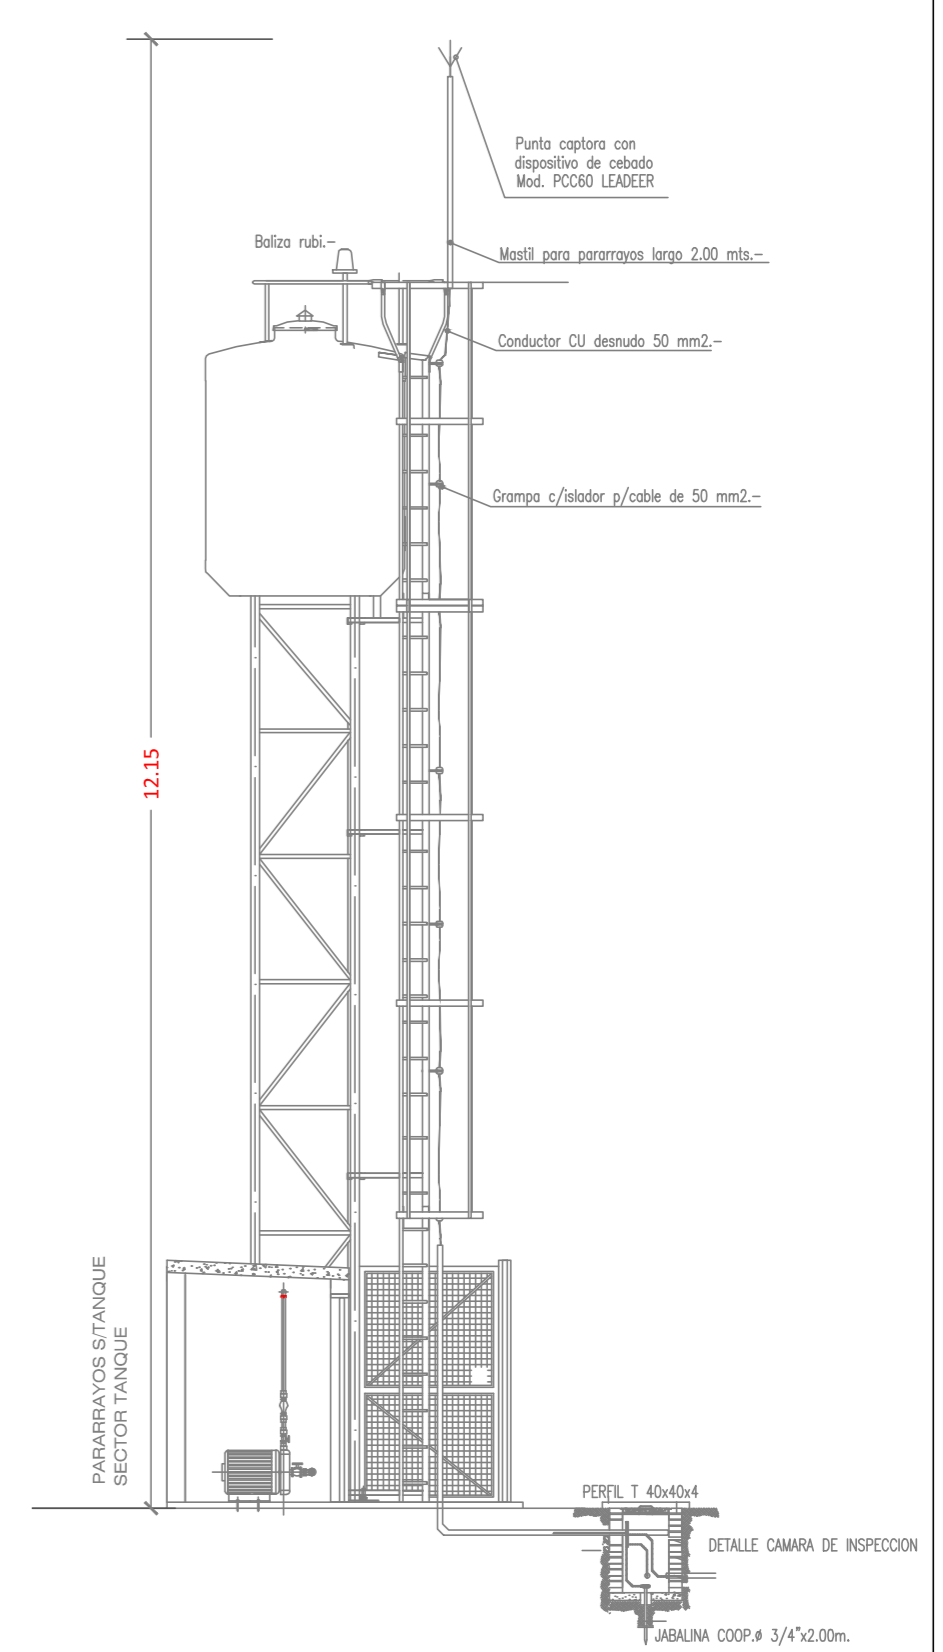 Punta captora con
dispositivo de cebado
Mod. PCC60 LEADEER
Baliza rubi.-
Mastil para pararrayos largo 2.00 mts.-
Conductor CU desnudo 50 mm2.-
Grampa c/islador p/cable de 50 mm2.-
12.15
PARARRAYOS S/TANQUE
SECTOR TANQUE
PERFIL T 40x40x4
DETALLE CAMARA DE INSPECCION
JABALINA COOP.ø 3/4"x2.00m.